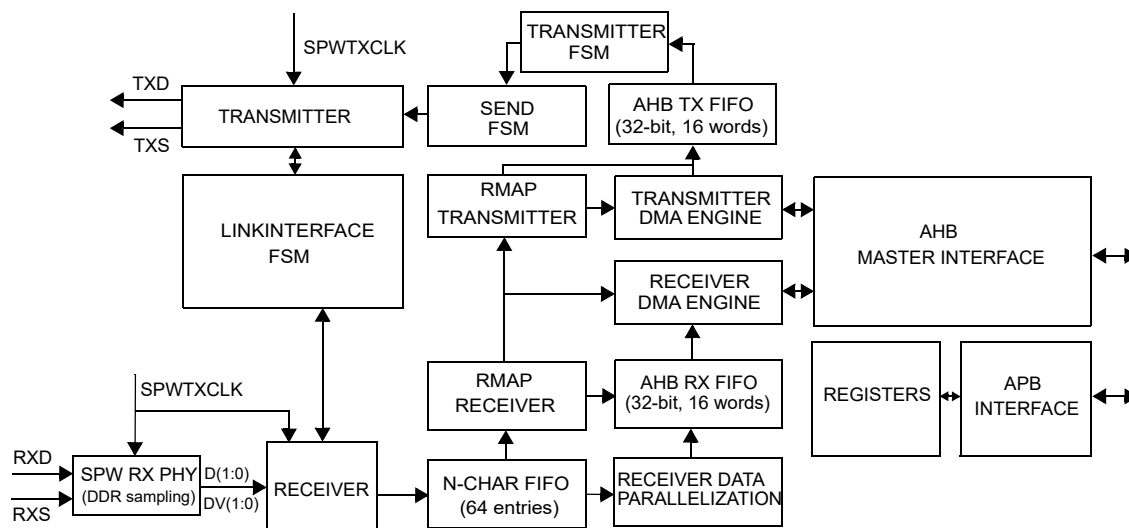 SPWTXCLK
TRANSMITTER
FSM
TXD
TXS
TRANSMITTER
SEND
FSM
AHB TX FIFO
(32-bit, 16 words)
LINKINTERFACE
FSM
RMAP
TRANSMITTER
TRANSMITTER
DMA ENGINE
AHB
MASTER INTERFACE
RECEIVER
DMA ENGINE
SPWTXCLK
RMAP
RECEIVER
AHB RX FIFO
(32-bit, 16 words)
REGISTERS
APB
INTERFACE
RXD
RXS
SPW RX PHY
(DDR sampling)
D(1:0)
DV(1:0)
RECEIVER
N-CHAR FIFO
(64 entries)
RECEIVER DATA
PARALLELIZATION